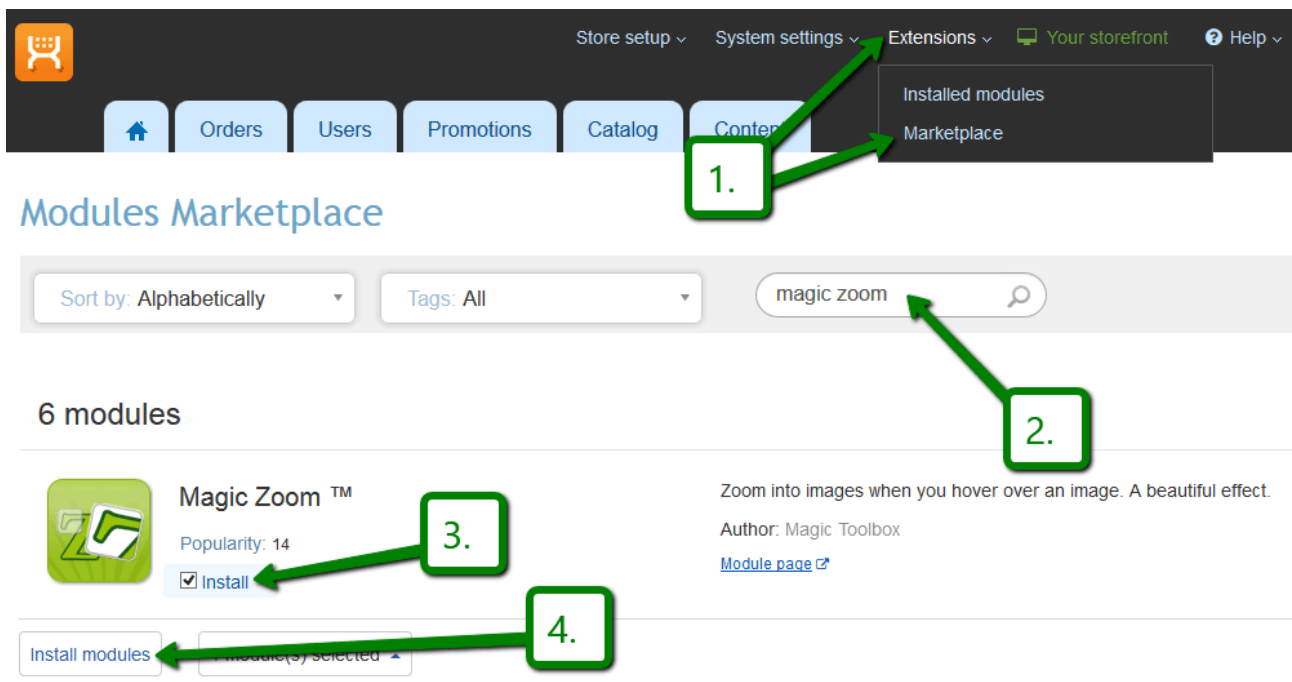 Store setup System settings Extensions Your storefront Help
Installed modules
Marketplace
Orders Users Promotions Catalog
1.
Modules Marketplace
Sort by: Alphabetically Tags: All magic zoom
6 modules
2.
Magic Zoom ™
Zoom into images when you hover over an image. A beautiful effect.
3.
Popularity: 14
Author: Magic Toolbox
Install
Module page
4.
Install modules module(s) selected